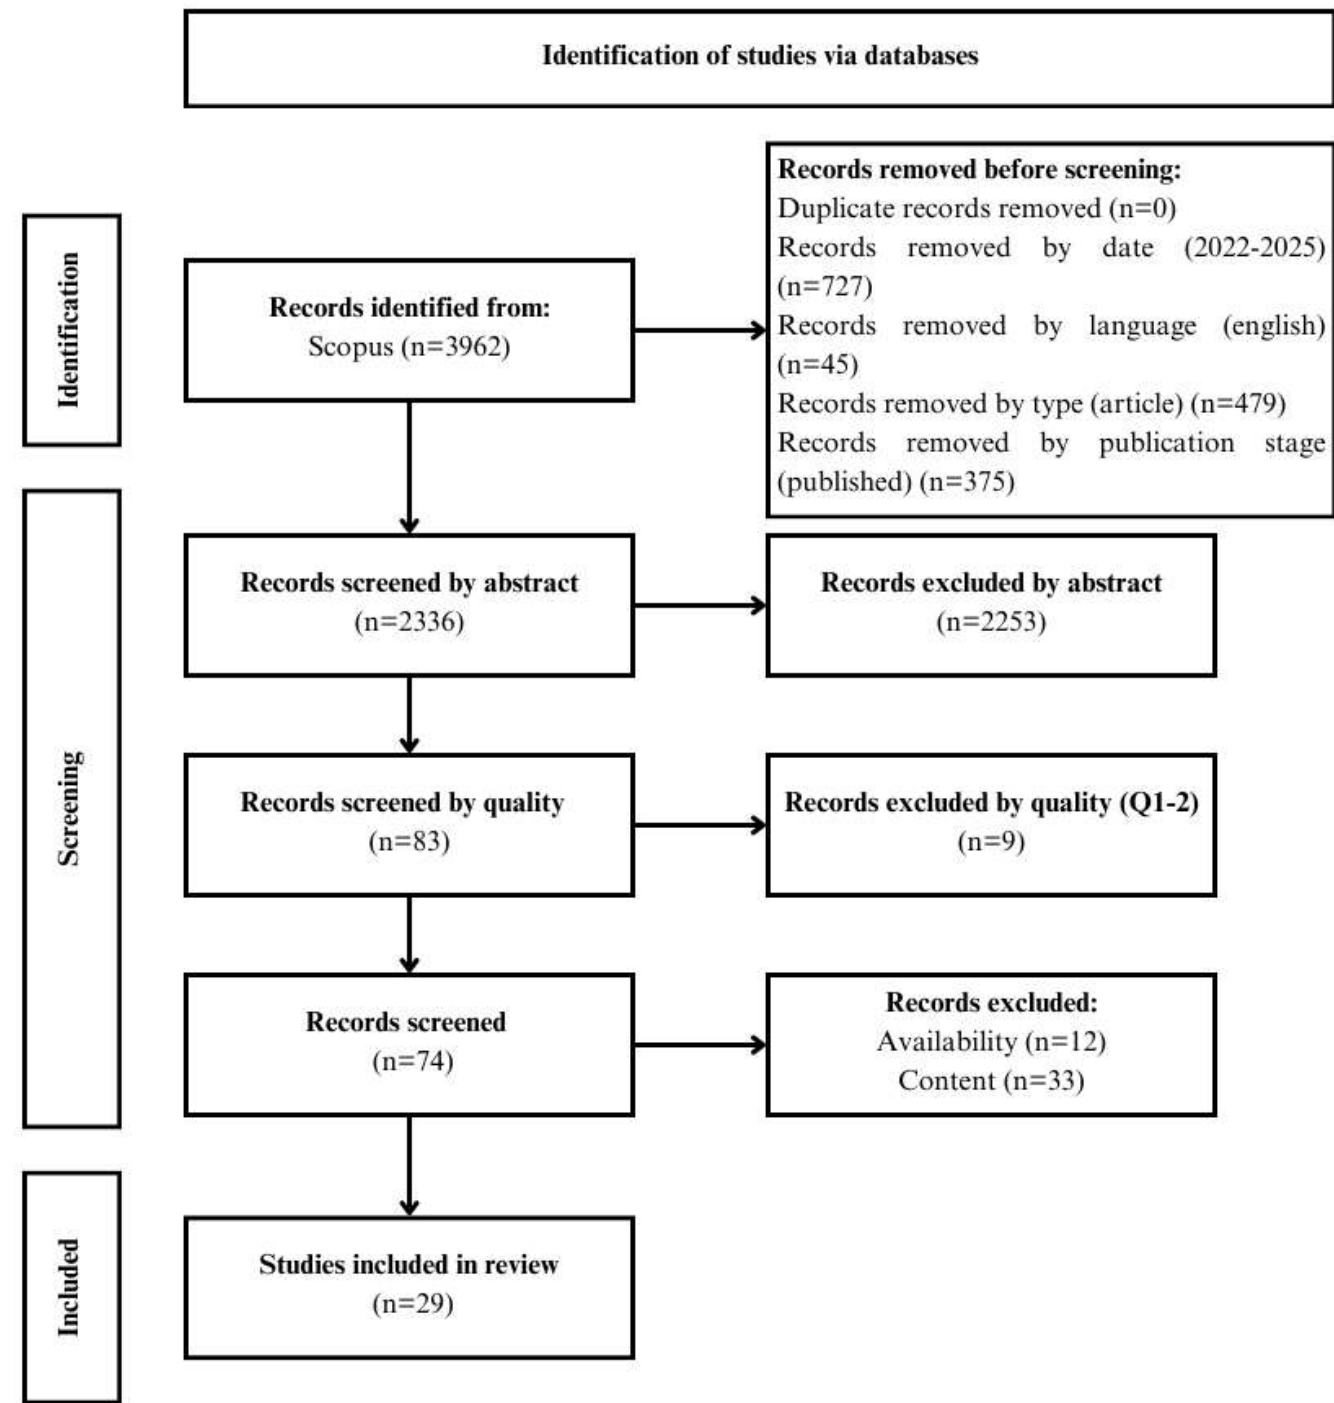 Identification of studies via databases
Identification
Records identified from:
Scopus (n=3962)
Records removed before screening:
Duplicate records removed (n=0)
Records removed by date (2022-2025)
(n=727)
Records removed by language (english)
(n=45)
Records removed by type (article) (n=479)
Records removed by publication stage
(published) (n=375)
Screening
Records screened by abstract
(n=2336)
Records excluded by abstract
(n=2253)
Records screened by quality
(n=83)
Records excluded by quality (Q1-2)
(n=9)
Records screened
(n=74)
Records excluded:
Availability (n=12)
Content (n=33)
Included
Studies included in review
(n=29)